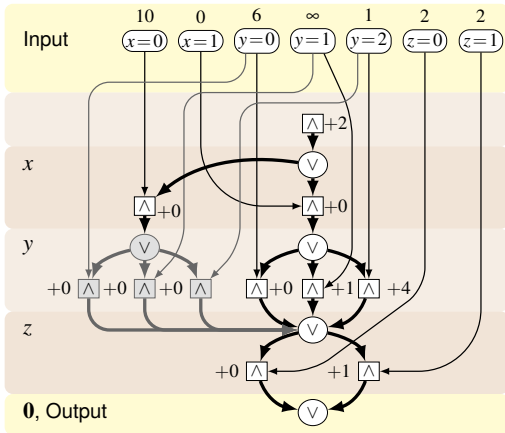 10 0 6 ∞ 1 2 2
Input x=0 x=1 y=0 y=1 y=2 z=0 z=1
∧ +2
x ∨
∧ +0 ∧ +0
y ∨ ∨
+0 ∧ +0 ∧ +0 ∧ ∧ +0 ∧ +1 ∧ +4
z ∨
+0 ∧ +1 ∧
0, Output ∨